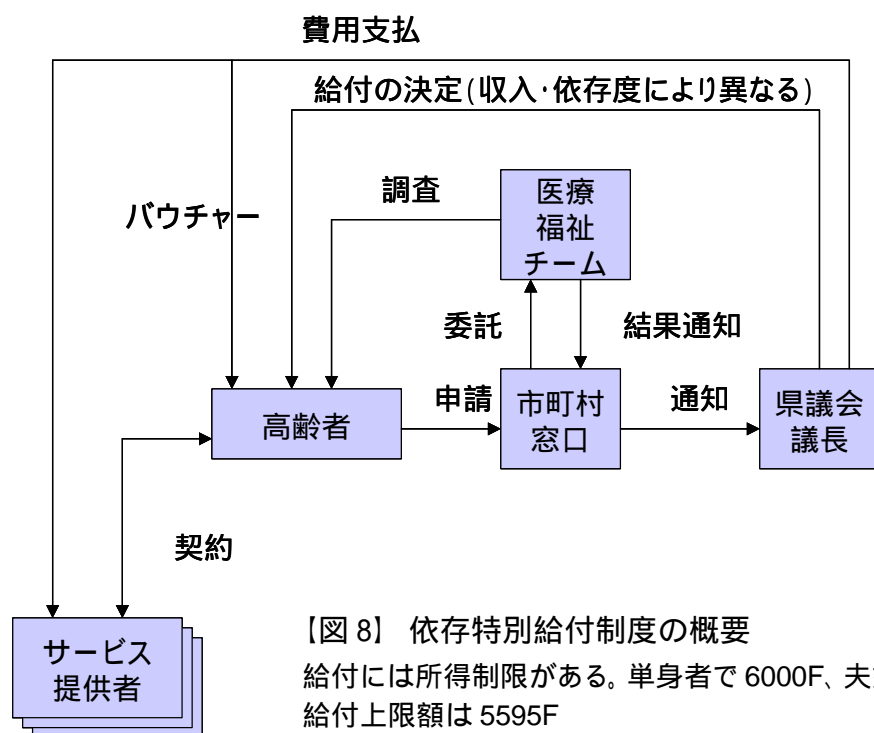 費用支払
給付の決定(収入・依存度により異なる)
調査
医療
福祉
チーム
バウチャー
委託
結果通知
高齢者
申請
市町村
窓口
通知
県議会
議長
契約
サービス
提供者
【図 8】 依存特別給付制度の概要
給付には所得制限がある。単身者で 6000F、夫
給付上限額は 5595F